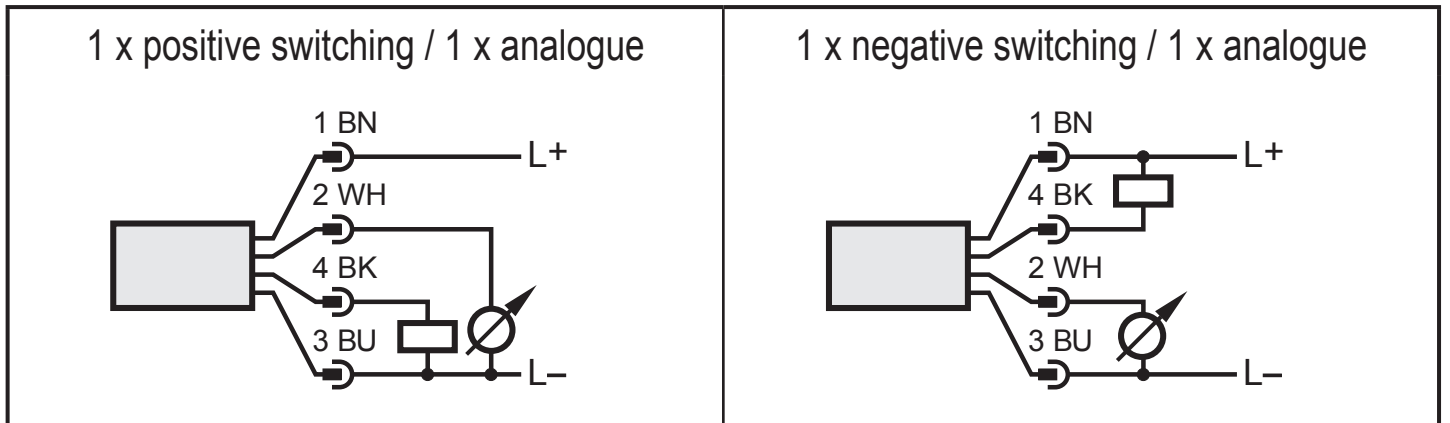 1 x positive switching / 1 x analogue
1 BN
L+
2 WH
4 BK
3 BU
L–
1 x negative switching / 1 x analogue
1 BN
L+
4 BK
2 WH
3 BU
L–